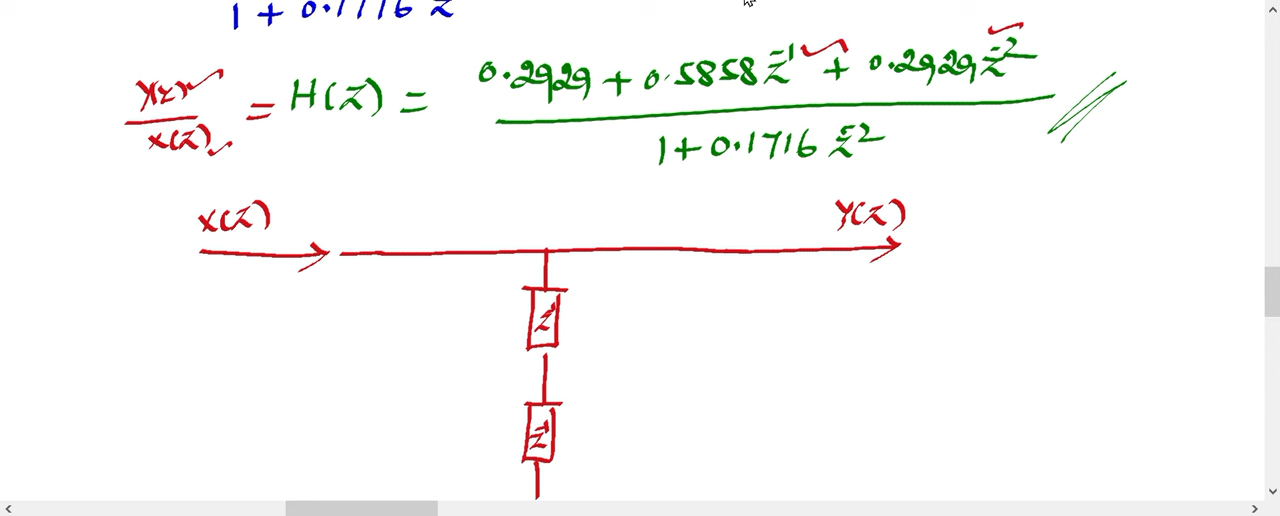 1 + 0.1716 z
Y(z)/X(z) = H(z) = (0.2929 + 0.5858 z⁻¹ + 0.2929 z⁻²)/(1 + 0.1716 z⁻²)
X(z) Y(z)
z⁻¹
z⁻¹